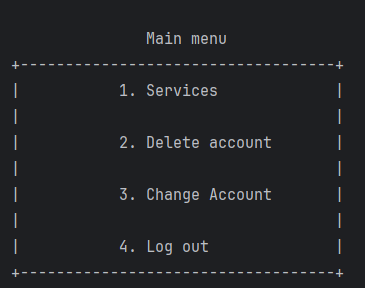 Main menu
+-----------------------------------+
|           1. Services             |
|                                   |
|           2. Delete account       |
|                                   |
|           3. Change Account       |
|                                   |
|           4. Log out              |
+-----------------------------------+